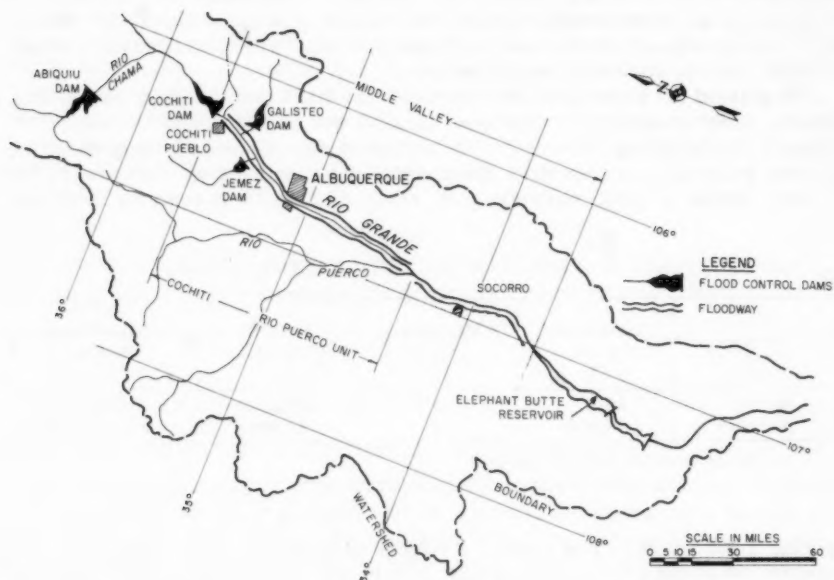 RIO
CHAMA
ABIQUIU
DAM
COCHITI
DAM
COCHITI
PUEBLO
GALISTEO
DAM
JEMEZ
DAM
MIDDLE VALLEY
N
ALBUQUERQUE
RIO GRANDE
RIO
PUERCO
106°
LEGEND
FLOOD CONTROL DAMS
FLOODWAY
SOCORRO
COCHITI
RIO PUERCO UNIT
36°
ELEPHANT BUTTE
RESERVOIR
107°
35°
WATERSHED
BOUNDARY
108°
34°
SCALE IN MILES
0 5 10 15 30 60